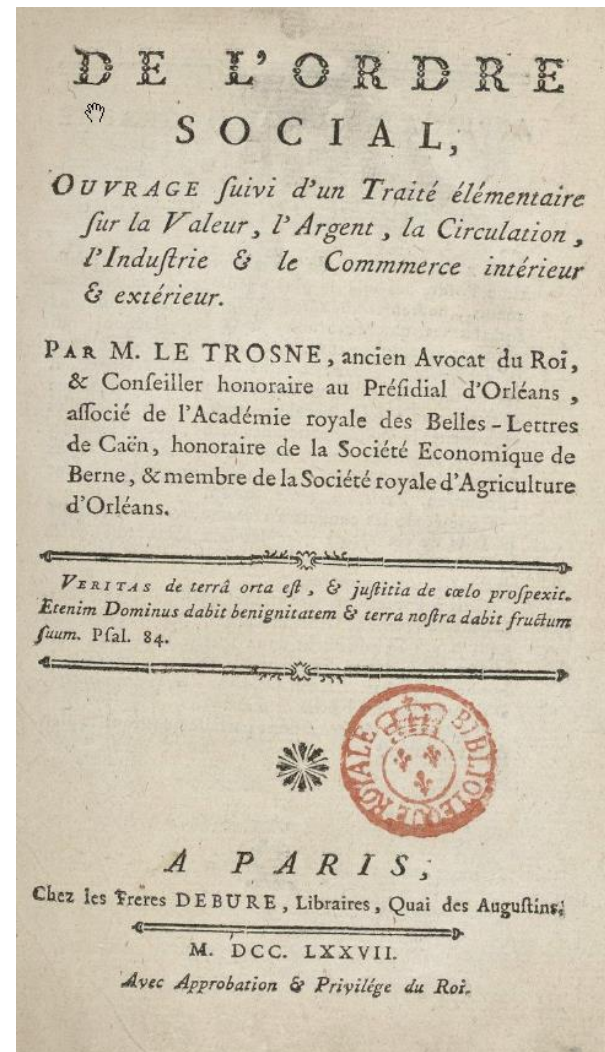 DE L'ORDRE
SOCIAL,
OUVRAGE ſuivi d'un Traité élémentaire
ſur la Valeur, l'Argent, la Circulation,
l'Induſtrie & le Commmerce intérieur
& extérieur.
PAR M. LE TROSNE, ancien Avocat du Roi,
& Conſeiller honoraire au Préſidial d'Orléans,
aſſocié de l'Académie royale des Belles-Lettres
de Caën, honoraire de la Société Economique de
Berne, & membre de la Société royale d'Agriculture
d'Orléans.
VERITAS de terrâ orta eſt, & juſtitia de cœlo proſpexit.
Etenim Dominus dabit benignitatem & terra noſtra dabit fructum
ſuum. Pſal. 84.
BIBLIOTEQUE ROYALE
A PARIS,
Chez les Freres DEBURE, Libraires, Quai des Auguſtins.
M. DCC. LXXVII.
Avec Approbation & Privilége du Roi.